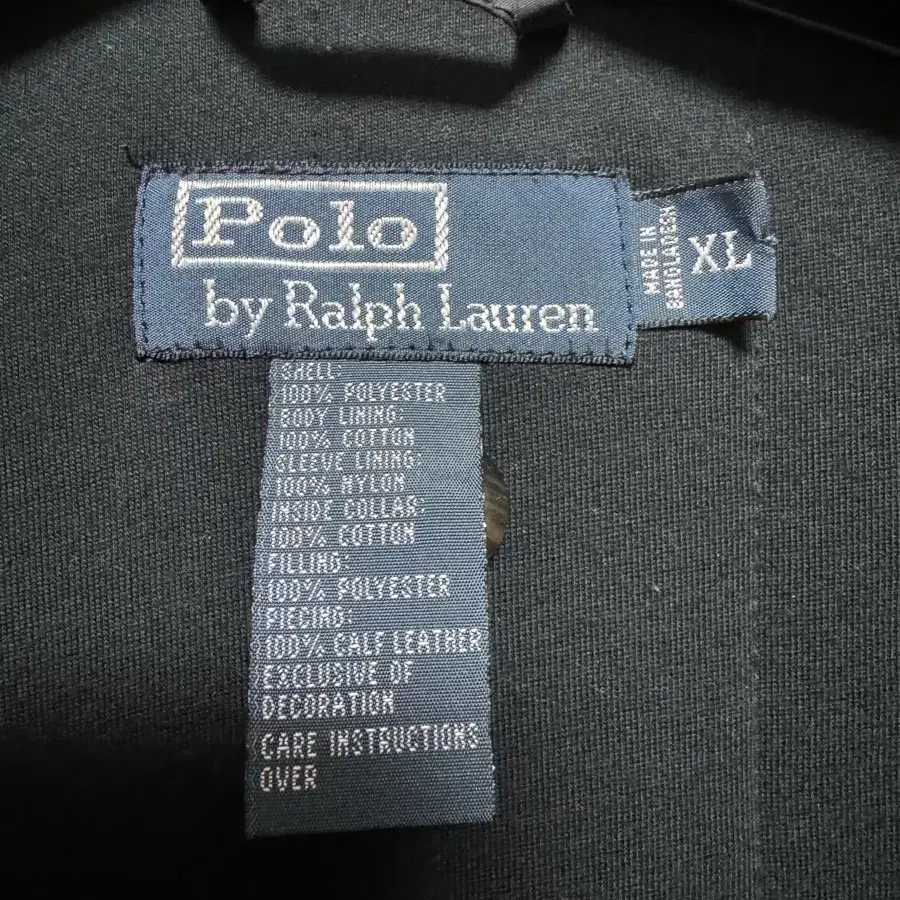 Polo
by Ralph Lauren
MADE IN
BANGLADESH
XL
SHELL:
100% POLYESTER
BODY LINING:
100% COTTON
SLEEVE LINING:
100% NYLON
INSIDE COLLAR:
100% COTTON
FILLING:
100% POLYESTER
PIECING:
100% CALF LEATHER
EXCLUSIVE OF
DECORATION
CARE INSTRUCTIONS
OVER